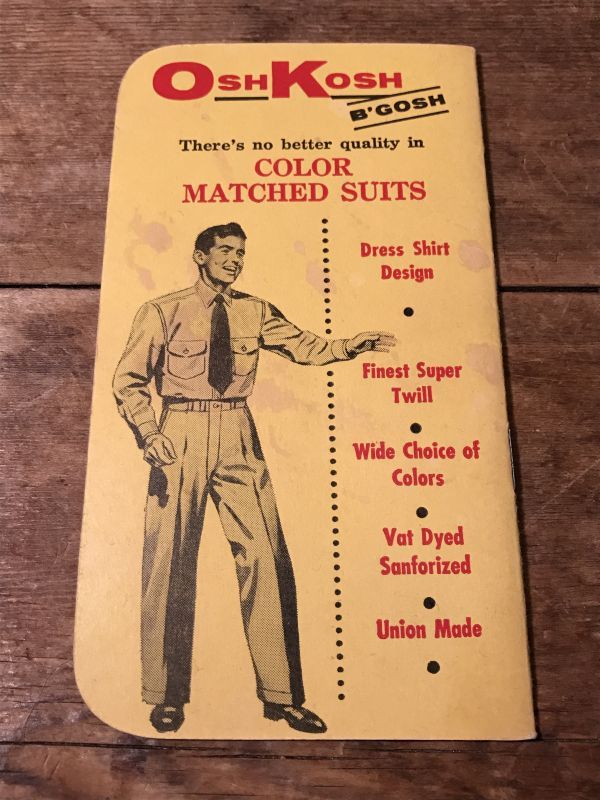 OSHKOSH
B'GOSH
There's no better quality in
COLOR
MATCHED SUITS
Dress Shirt
Design
Finest Super
Twill
Wide Choice of
Colors
Vat Dyed
Sanforized
Union Made